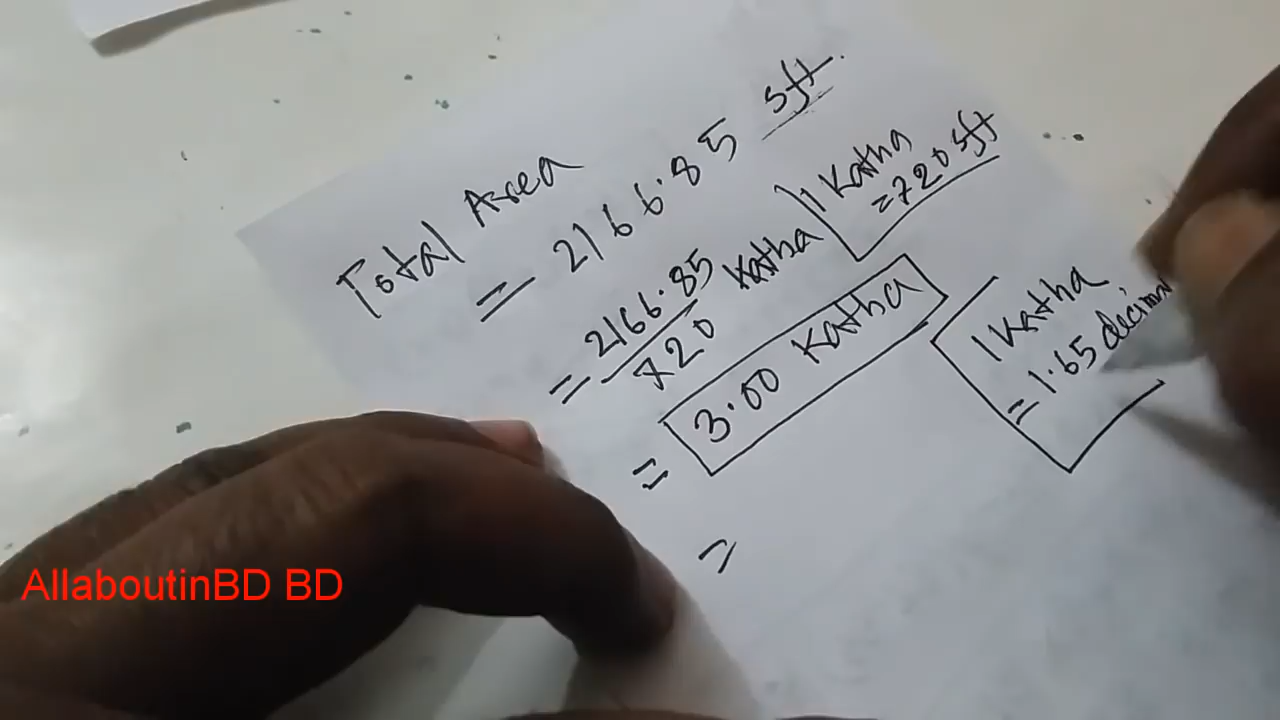 Total Area
= 2166.85 sft.
= 2166.85
720
Katha
1 Katha
= 720 sft
= 3.00 Katha
1 Katha
= 1.65 decim
=
AllaboutinBD BD